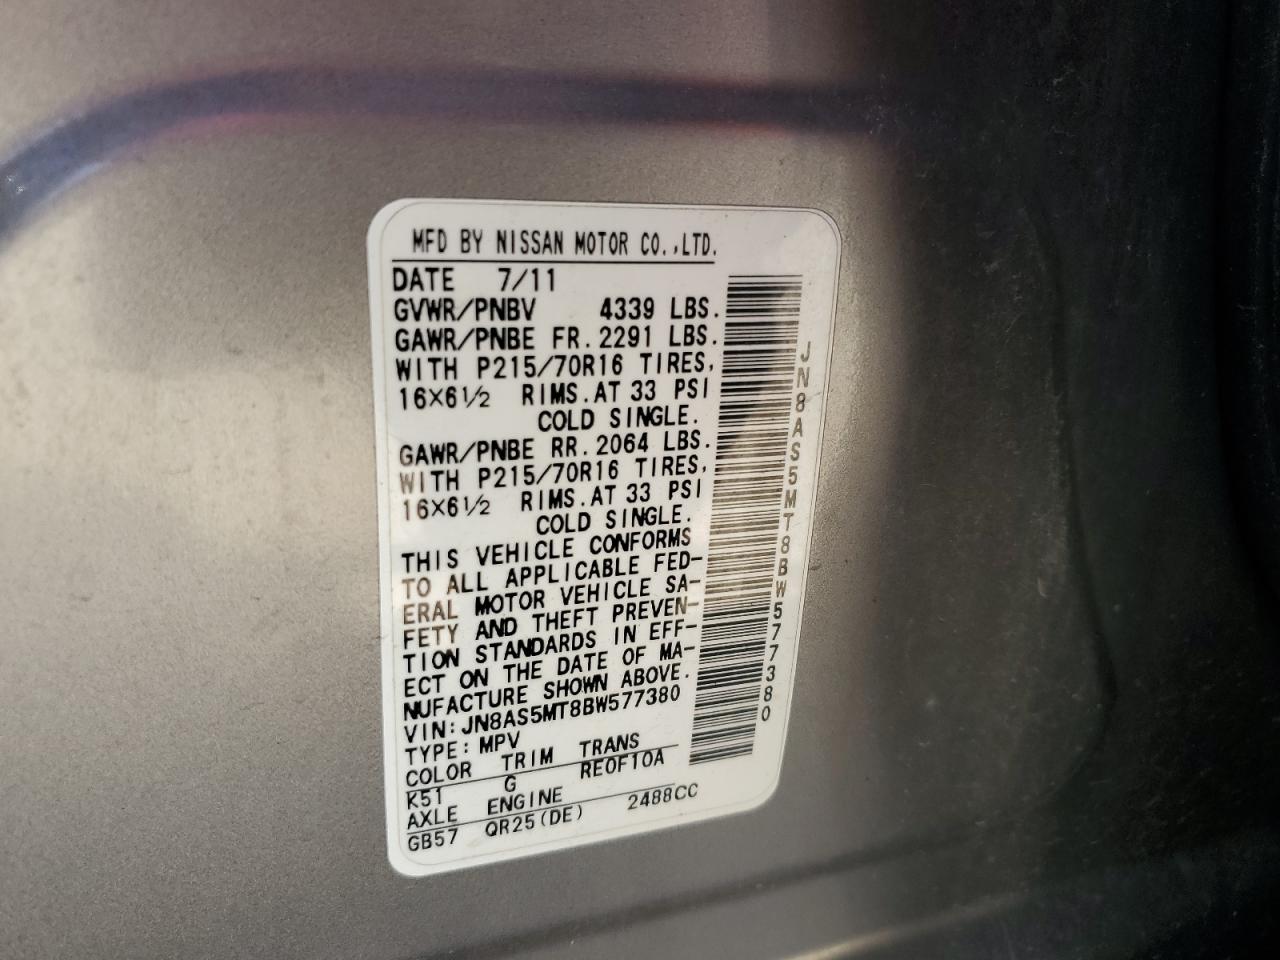 MFD BY NISSAN MOTOR CO.,LTD.
DATE 7/11
GVWR/PNBV 4339 LBS.
GAWR/PNBE FR. 2291 LBS.
WITH P215/70R16 TIRES,
16×6½ RIMS. AT 33 PSI
COLD SINGLE.
GAWR/PNBE RR. 2064 LBS.
WITH P215/70R16 TIRES,
16×6½ RIMS. AT 33 PSI
COLD SINGLE.
THIS VEHICLE CONFORMS
TO ALL APPLICABLE FED-
ERAL MOTOR VEHICLE SA-
FETY AND THEFT PREVEN-
TION STANDARDS IN EFF-
ECT ON THE DATE OF MA-
NUFACTURE SHOWN ABOVE.
VIN: JN8AS5MT8BW577380
TYPE: MPV
COLOR TRIM TRANS
K51 G RE0F10A
AXLE ENGINE
GB57 QR25(DE) 2488CC
JN8AS5MT8BW577380